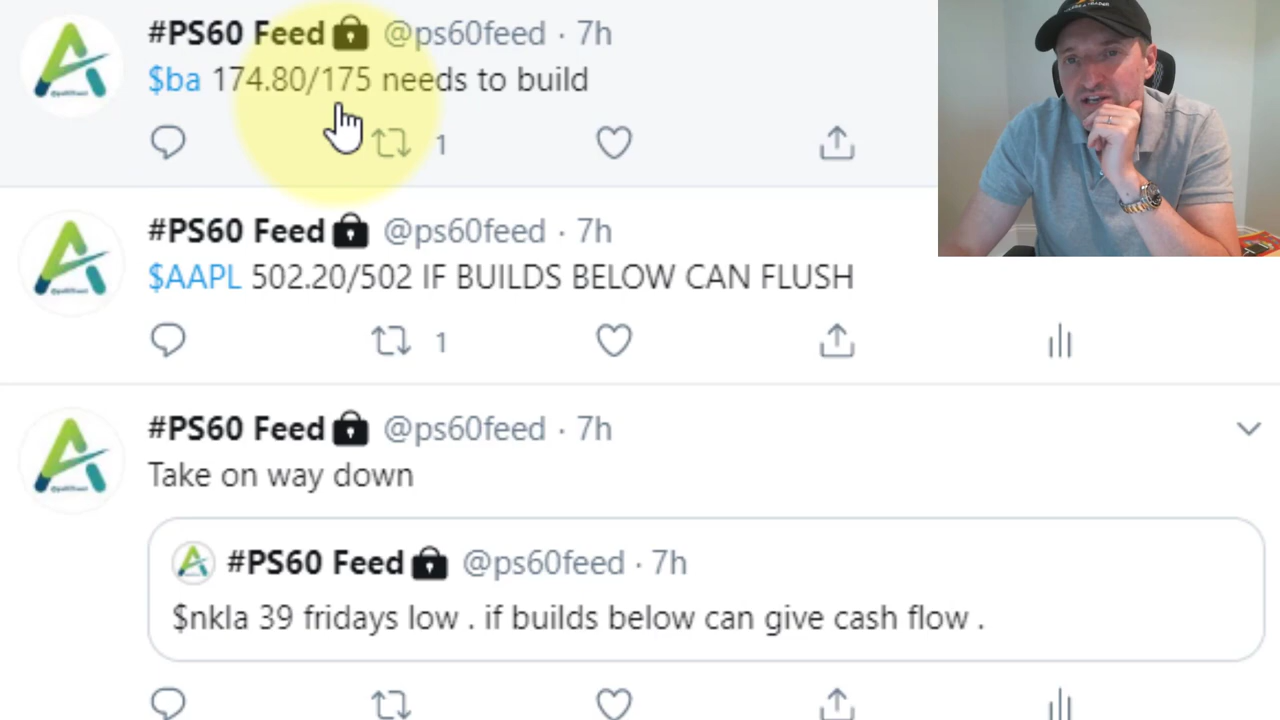 #PS60 Feed @ps60feed · 7h
$ba 174.80/175 needs to build
1
#PS60 Feed @ps60feed · 7h
$AAPL 502.20/502 IF BUILDS BELOW CAN FLUSH
1
#PS60 Feed @ps60feed · 7h
Take on way down
#PS60 Feed @ps60feed · 7h
$nkla 39 fridays low . if builds below can give cash flow .